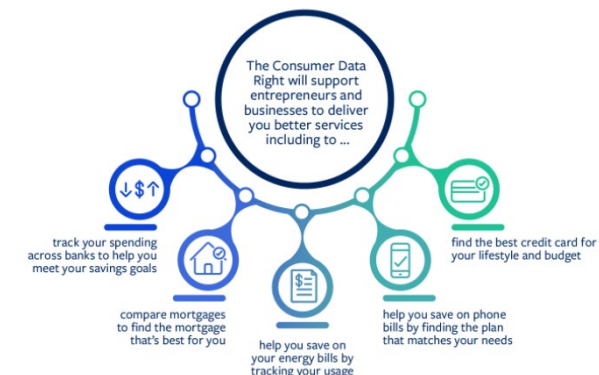 The Consumer Data
Right will support
entrepreneurs and
businesses to deliver
you better services
including to ...
track your spending
across banks to help you
meet your savings goals
compare mortgages
to find the mortgage
that's best for you
help you save on
your energy bills by
tracking your usage
help you save on phone
bills by finding the plan
that matches your needs
find the best credit card for
your lifestyle and budget